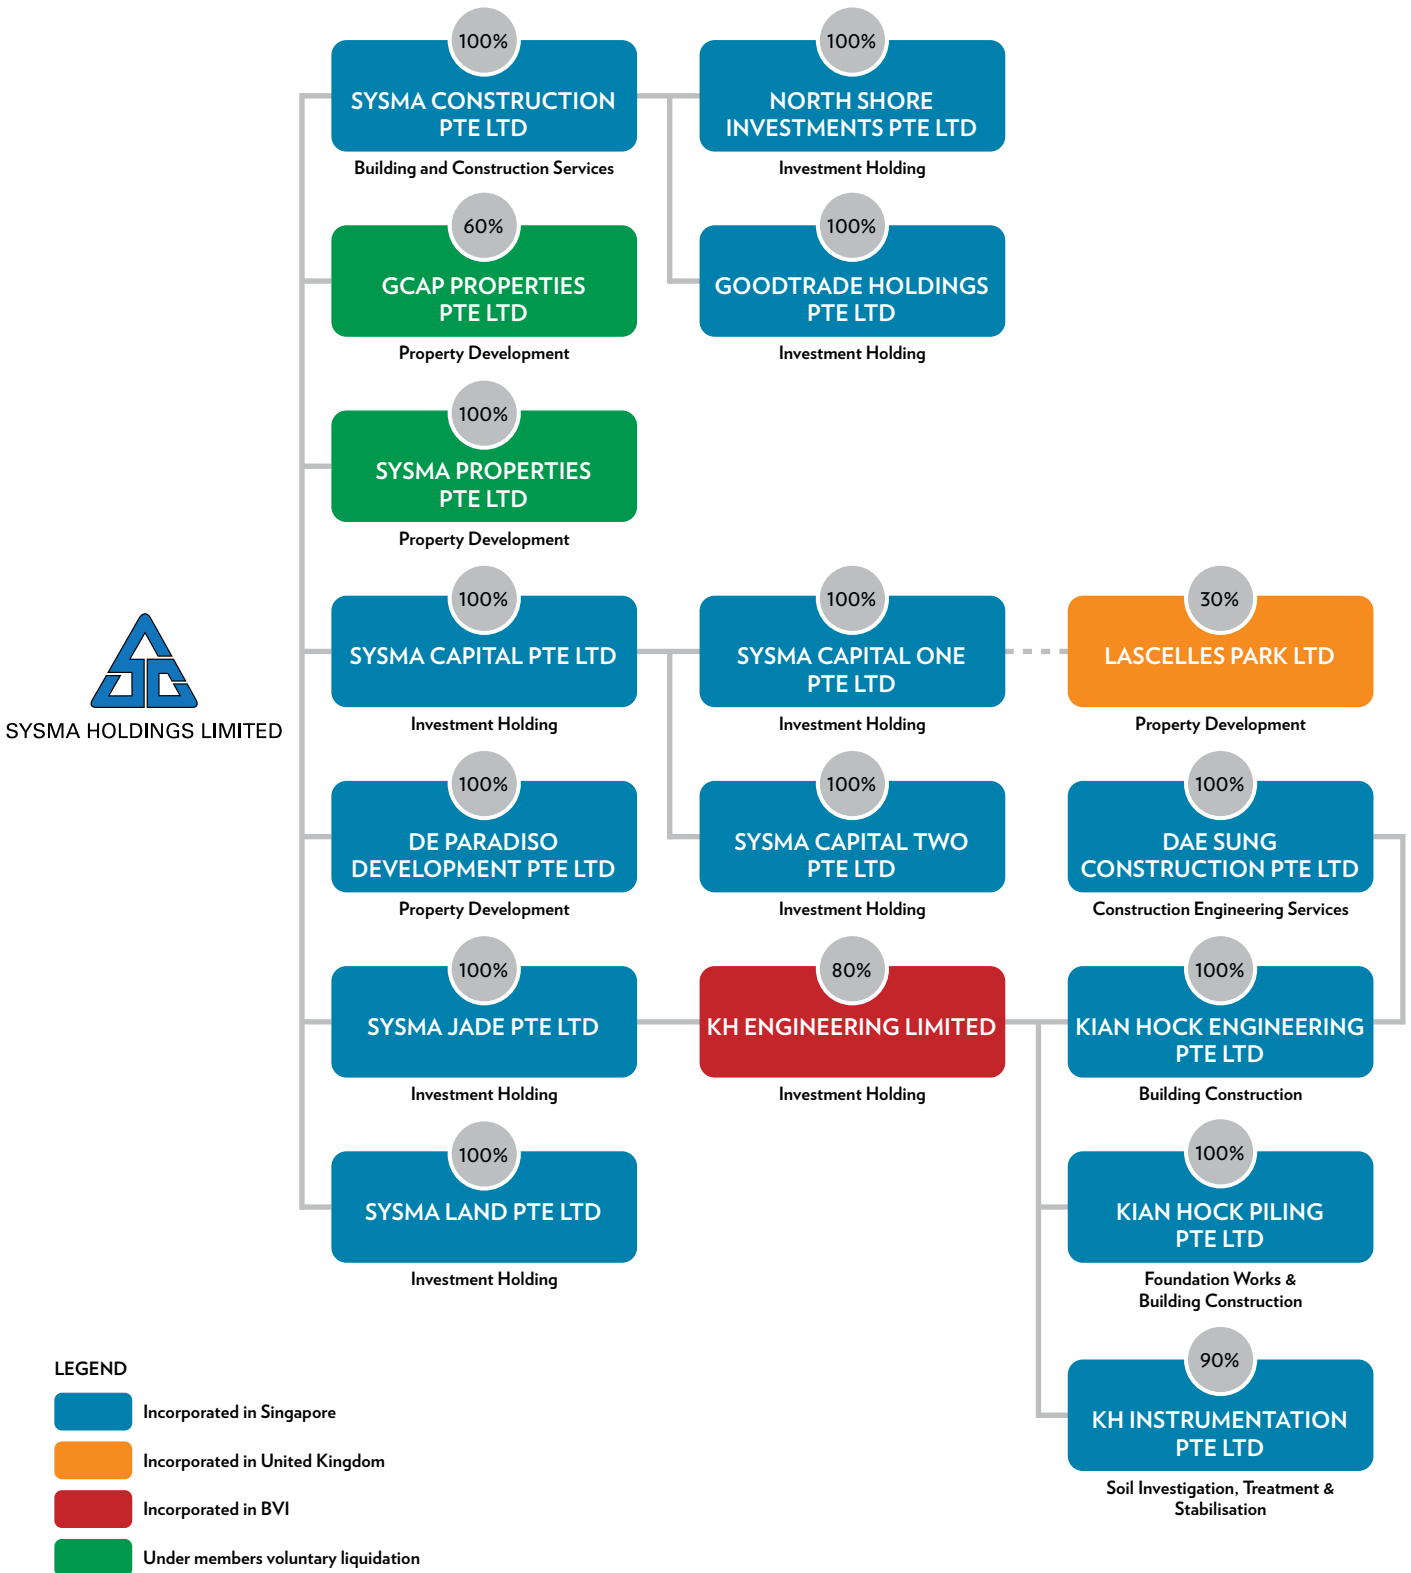 100%
SYSMA CONSTRUCTION
PTE LTD
Building and Construction Services
100%
NORTH SHORE
INVESTMENTS PTE LTD
Investment Holding
60%
GCAP PROPERTIES
PTE LTD
Property Development
100%
GOODTRADE HOLDINGS
PTE LTD
Investment Holding
100%
SYSMA PROPERTIES
PTE LTD
Property Development
SYSMA HOLDINGS LIMITED
100%
SYSMA CAPITAL PTE LTD
Investment Holding
100%
SYSMA CAPITAL ONE
PTE LTD
Investment Holding
30%
LASCELLES PARK LTD
Property Development
100%
DE PARADISO
DEVELOPMENT PTE LTD
Property Development
100%
SYSMA CAPITAL TWO
PTE LTD
Investment Holding
100%
DAE SUNG
CONSTRUCTION PTE LTD
Construction Engineering Services
100%
SYSMA JADE PTE LTD
Investment Holding
80%
KH ENGINEERING LIMITED
Investment Holding
100%
KIAN HOCK ENGINEERING
PTE LTD
Building Construction
100%
SYSMA LAND PTE LTD
Investment Holding
100%
KIAN HOCK PILING
PTE LTD
Foundation Works &
Building Construction
90%
KH INSTRUMENTATION
PTE LTD
Soil Investigation, Treatment &
Stabilisation
LEGEND
Incorporated in Singapore
Incorporated in United Kingdom
Incorporated in BVI
Under members voluntary liquidation